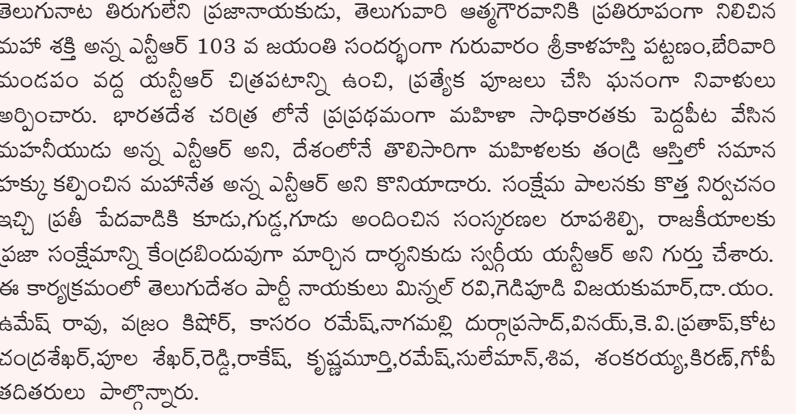 తెలుగునాట తిరుగులేని ప్రజానాయకుడు, తెలుగువారి ఆత్మగౌరవానికి ప్రతిరూపంగా నిలిచిన
మహా శక్తి అన్న ఎన్టీఆర్ 103 వ జయంతి సందర్భంగా గురువారం శ్రీకాళహస్తి పట్టణం,బేరివారి
మండపం వద్ద యన్టీఆర్ చిత్రపటాన్ని ఉంచి, ప్రత్యేక పూజలు చేసి ఘనంగా నివాళులు
అర్పించారు. భారతదేశ చరిత్ర లోనే ప్రప్రథమంగా మహిళా సాధికారతకు పెద్దపీట వేసిన
మహనీయుడు అన్న ఎన్టీఆర్ అని, దేశంలోనే తొలిసారిగా మహిళలకు తండ్రి ఆస్తిలో సమాన
హక్కు కల్పించిన మహానేత అన్న ఎన్టీఆర్ అని కొనియాడారు. సంక్షేమ పాలనకు కొత్త నిర్వచనం
ఇచ్చి ప్రతీ పేదవాడికి కూడు,గుడ్డ,గూడు అందించిన సంస్కరణల రూపశిల్పి, రాజకీయాలకు
ప్రజా సంక్షేమాన్ని కేంద్రబిందువుగా మార్చిన దార్శనికుడు స్వర్గీయ యన్టీఆర్ అని గుర్తు చేశారు.
ఈ కార్యక్రమంలో తెలుగుదేశం పార్టీ నాయకులు మిన్నల్ రవి,గెడిపూడి విజయకుమార్,డా.యం.
ఉమేష్ రావు, వజ్రం కిషోర్, కాసరం రమేష్,నాగమల్లి దుర్గాప్రసాద్,వినయ్,కె.వి.ప్రతాప్,కోట
చంద్రశేఖర్,పూల శేఖర్,రెడ్డి,రాకేష్, కృష్ణమూర్తి,రమేష్,సులేమాన్,శివ, శంకరయ్య,కిరణ్,గోపీ
తదితరులు పాల్గొన్నారు.